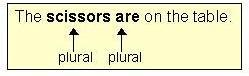 The scissors are on the table.
plural plural